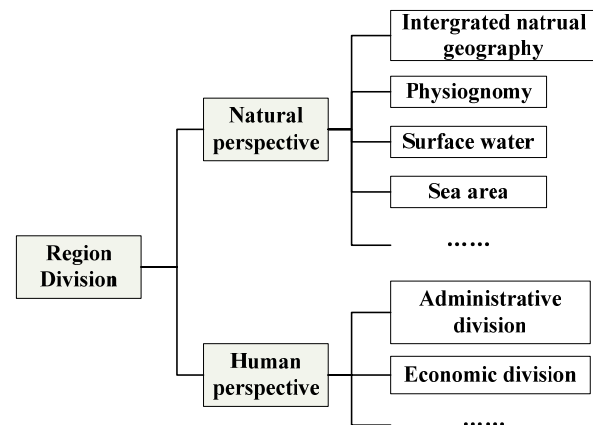 Intergrated natrual
geography
Physiognomy
Natural
perspective
Surface water
Sea area
......
Region
Division
Administrative
division
Human
perspective
Economic division
......